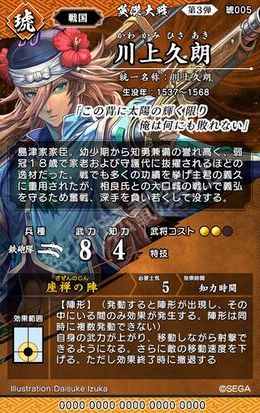 琥
戦国
英傑大戦
第3弾
琥005
かわかみ ひさあき
川上久朗
統一名称:川上久朗
生没年:1537～1568
「この背に太陽の輝く限り
俺は何にも敗れない」
島津家家臣。幼少期から知勇兼備の誉れ高く、弱
冠18歳で家老および守護代に抜擢されるほどの
逸材だった。戦でも多くの功績を挙げ主君の義久
に重用されたが、相良氏との大口城の戦いで義弘
を守るため奮戦、深手を負い若くして没する。
兵種 武力 知力 武将コスト
鉄砲隊 8 4 特技
ざぜんのじん
座禅の陣
必要士気 効果時間
5 知力時間
効果範囲
【陣形】(発動すると陣形が出現し、その
中にいる間のみ効果が発生する。陣形は同
時に複数発動できない)
自身の武力が上がり、移動しながら射撃で
きるようになる。さらに敵の移動速度を下
げる。ただし効果終了時に撤退する
Illustration:Daisuke Izuka
©SEGA
0000 0000 0000 0000 0000